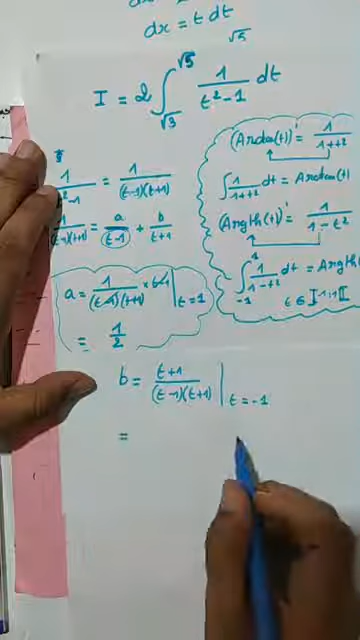 dx = t dt
√5
I = 2 ∫_{√3}^{√5} 1/(t²-1) dt
= 1/((t-1)(t+1))
= a/(t-1) + b/(t+1)
a = 1/((t-1)(t+1)) × |_{t=1}
= 1/2
(Arctan(t))' = 1/(1+t²)
∫ 1/(1+t²) dt = Arctan(t)
(Argth(t))' = 1/(1-t²)
∫_{-1}^{1} 1/(1-t²) dt = Argth
t ∈ ]-1,1[
b = (t+1)/((t-1)(t+1)) |_{t=-1}
=